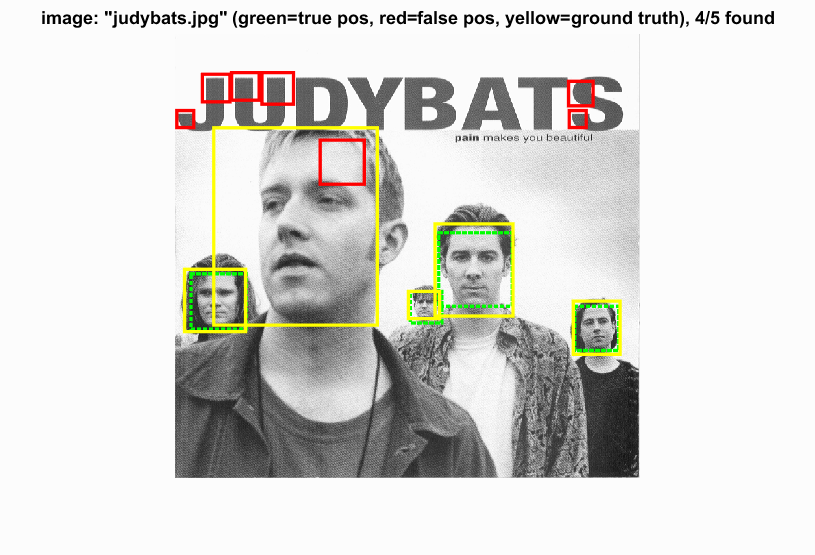 image: "judybats.jpg" (green=true pos, red=false pos, yellow=ground truth), 4/5 found
JUDYBATS
pain makes you beautiful